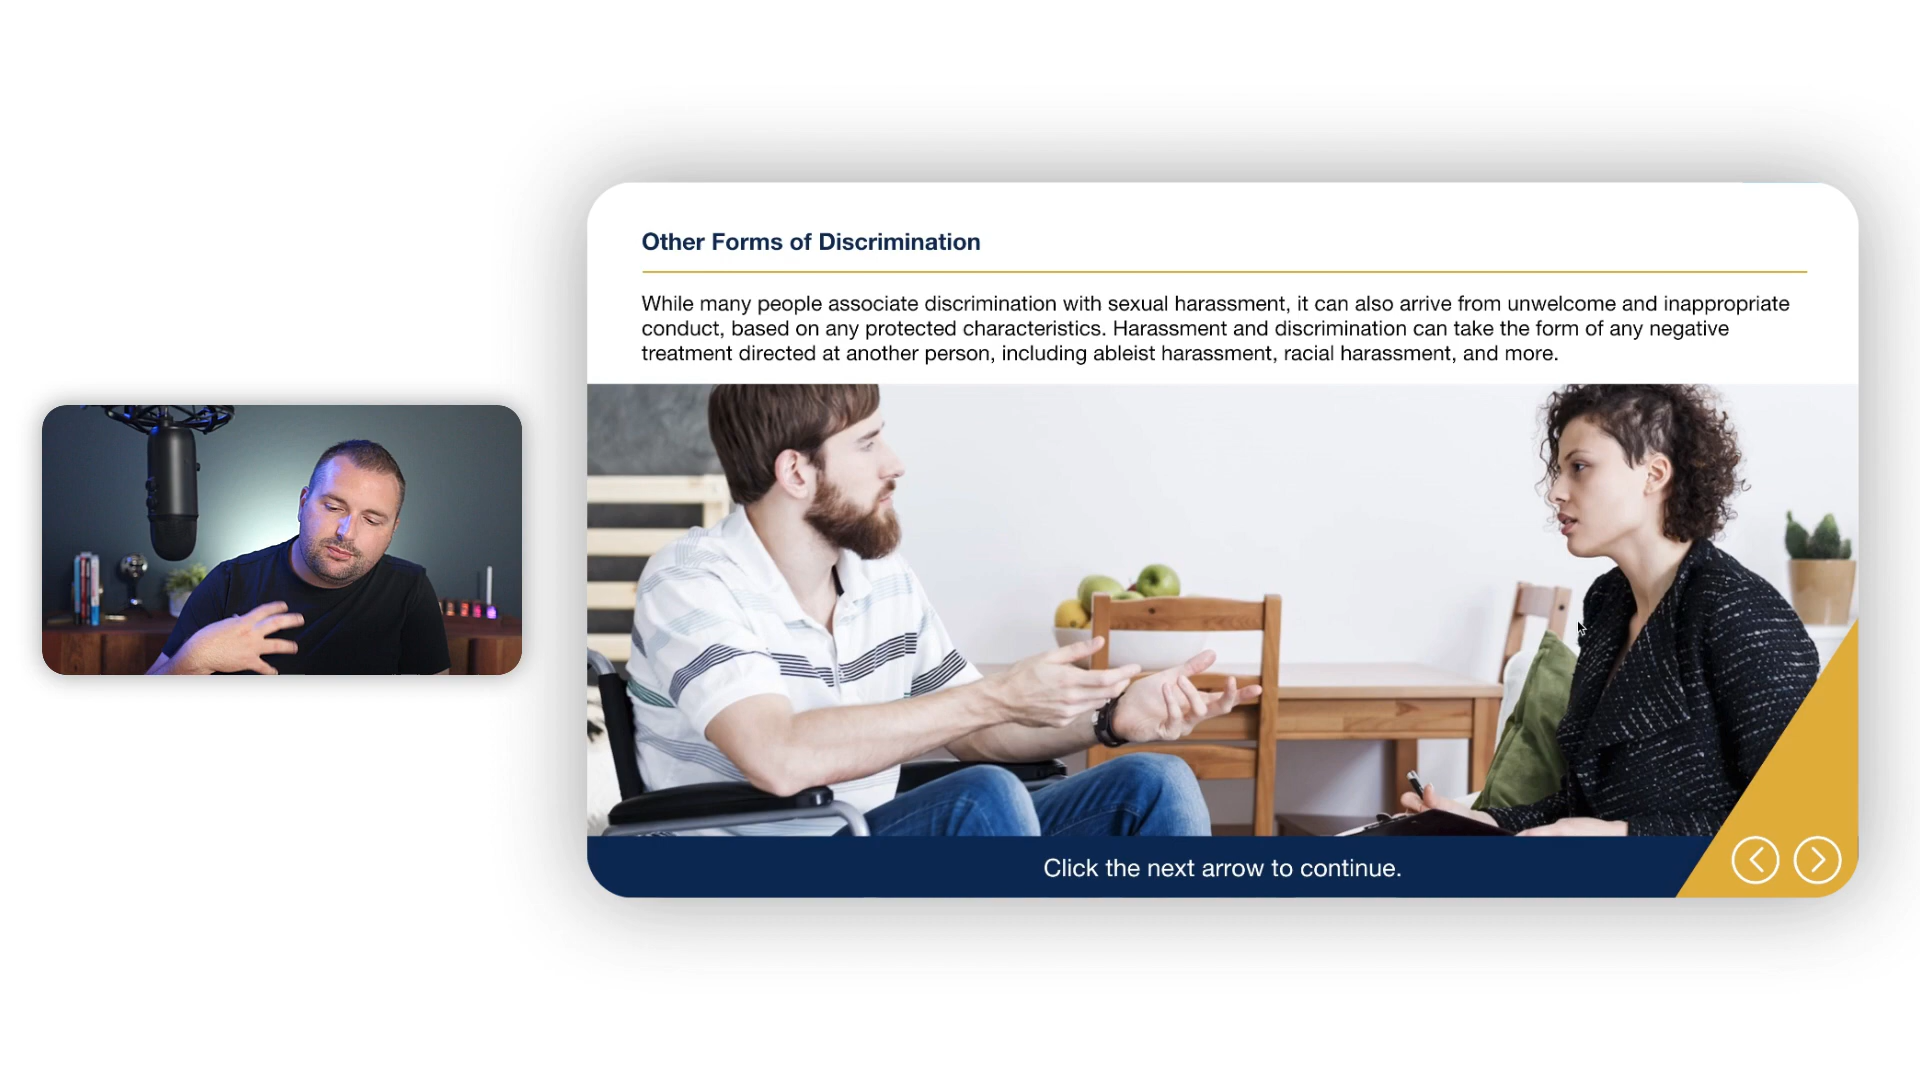 Other Forms of Discrimination
While many people associate discrimination with sexual harassment, it can also arrive from unwelcome and inappropriate
conduct, based on any protected characteristics. Harassment and discrimination can take the form of any negative
treatment directed at another person, including ableist harassment, racial harassment, and more.
Click the next arrow to continue.